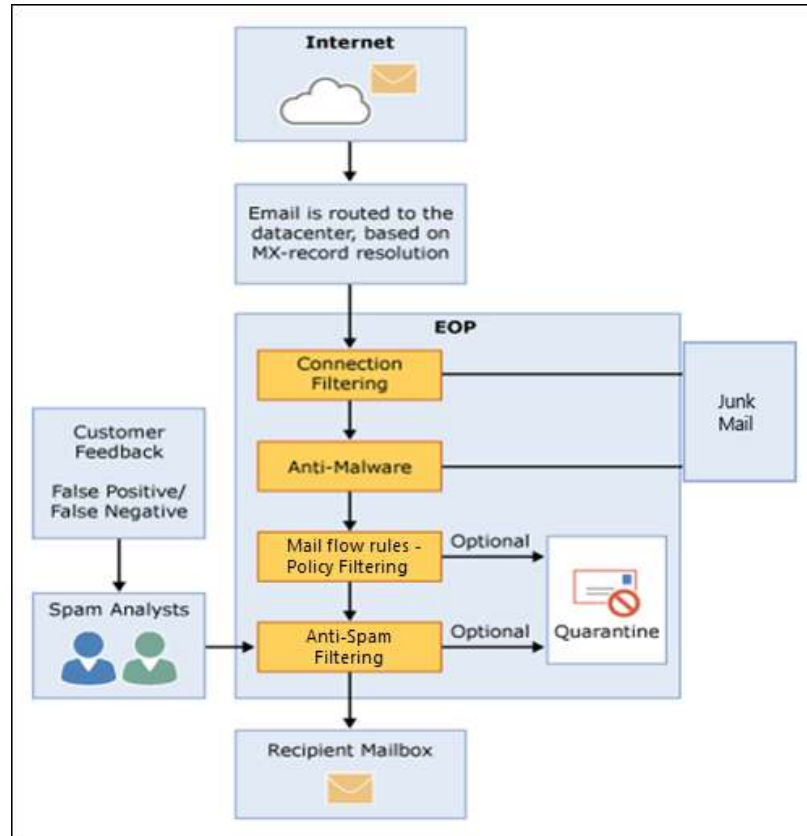 Internet
Email is routed to the
datacenter, based on
MX-record resolution
EOP
Connection
Filtering
Junk
Mail
Customer
Feedback
False Positive/
False Negative
Anti-Malware
Mail flow rules -
Policy Filtering
Optional
Spam Analysts
Anti-Spam
Filtering
Optional
Quarantine
Recipient Mailbox